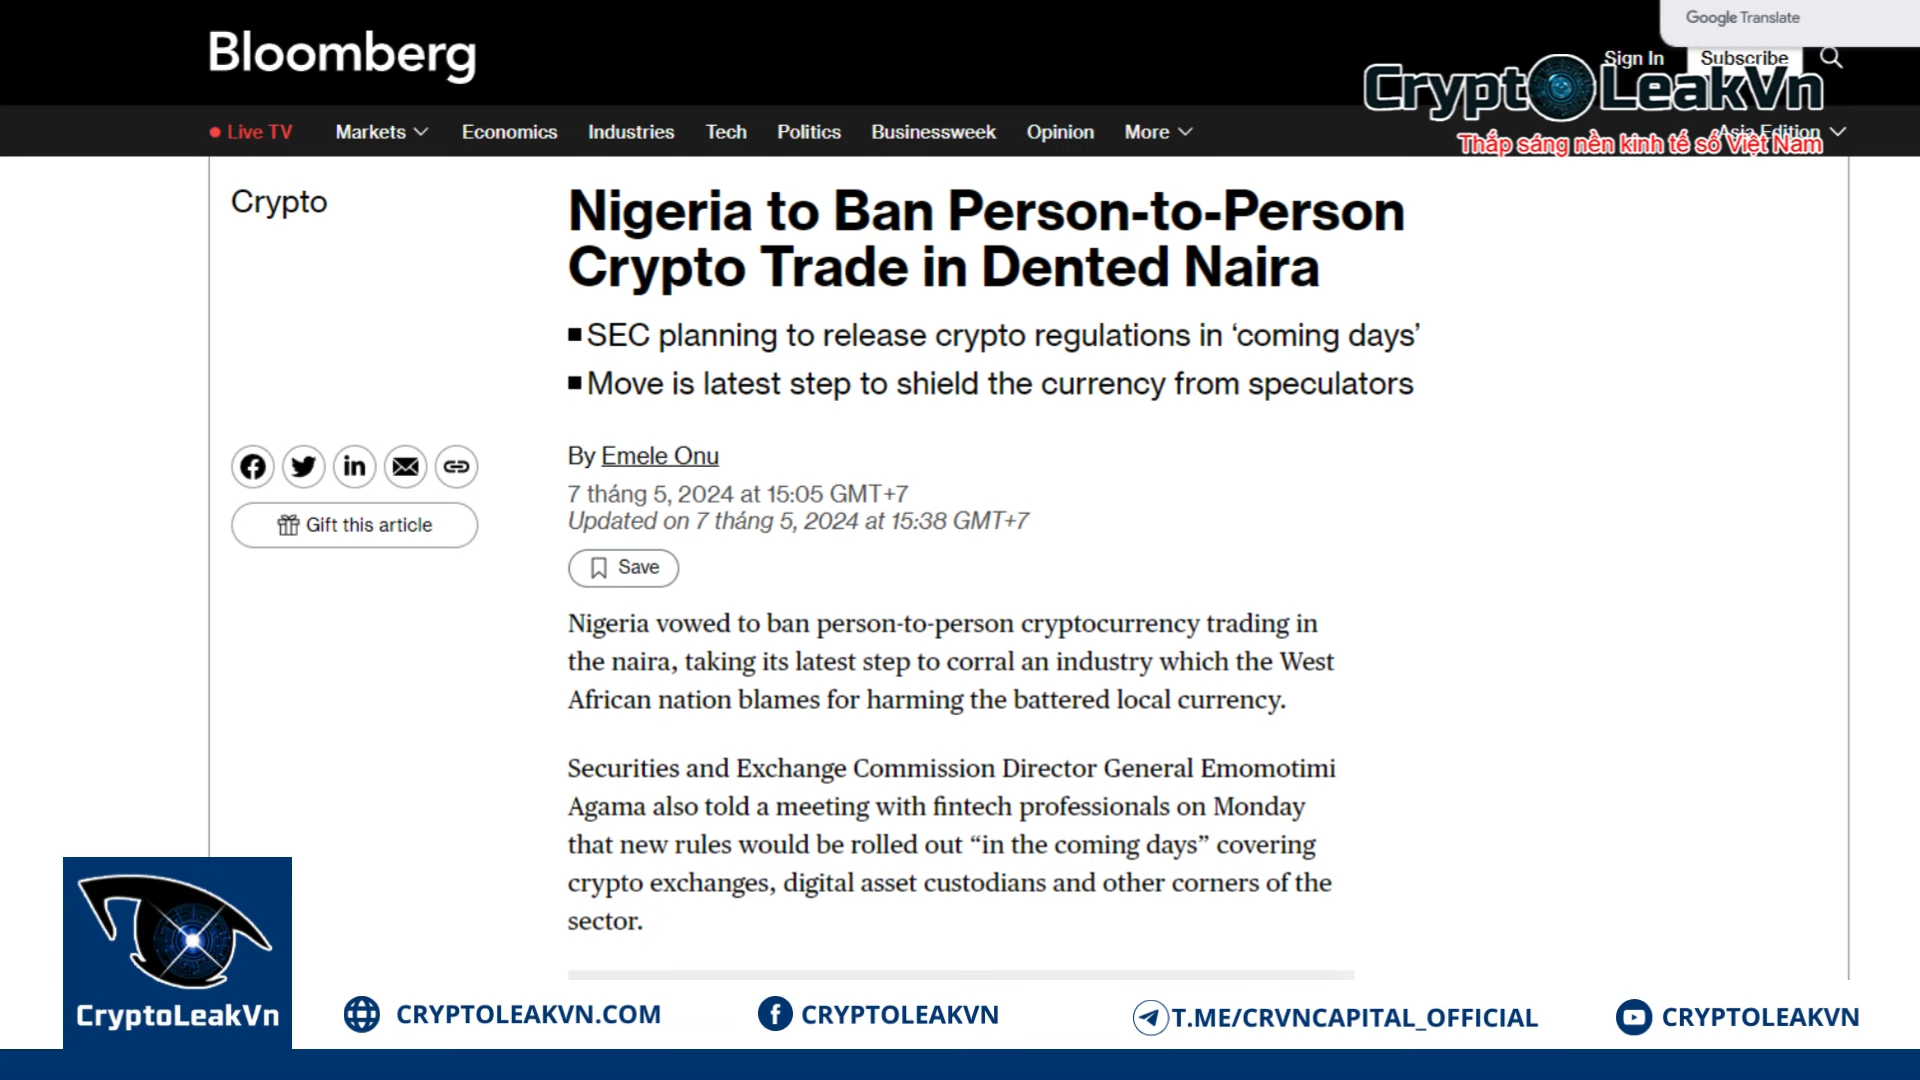 Google Translate
Bloomberg
Sign In
Subscribe
CryptoLeakVn
Live TV
Markets
Economics
Industries
Tech
Politics
Businessweek
Opinion
More
Asia Edition
Thắp sáng nền kinh tế số Việt Nam
Crypto
Nigeria to Ban Person-to-Person
Crypto Trade in Dented Naira
SEC planning to release crypto regulations in ‘coming days’
Move is latest step to shield the currency from speculators
By Emele Onu
7 tháng 5, 2024 at 15:05 GMT+7
Updated on 7 tháng 5, 2024 at 15:38 GMT+7
Gift this article
Save
Nigeria vowed to ban person-to-person cryptocurrency trading in
the naira, taking its latest step to corral an industry which the West
African nation blames for harming the battered local currency.
Securities and Exchange Commission Director General Emomotimi
Agama also told a meeting with fintech professionals on Monday
that new rules would be rolled out “in the coming days” covering
crypto exchanges, digital asset custodians and other corners of the
sector.
CryptoLeakVn
CRYPTOLEAKVN.COM
CRYPTOLEAKVN
T.ME/CRVNCAPITAL_OFFICIAL
CRYPTOLEAKVN